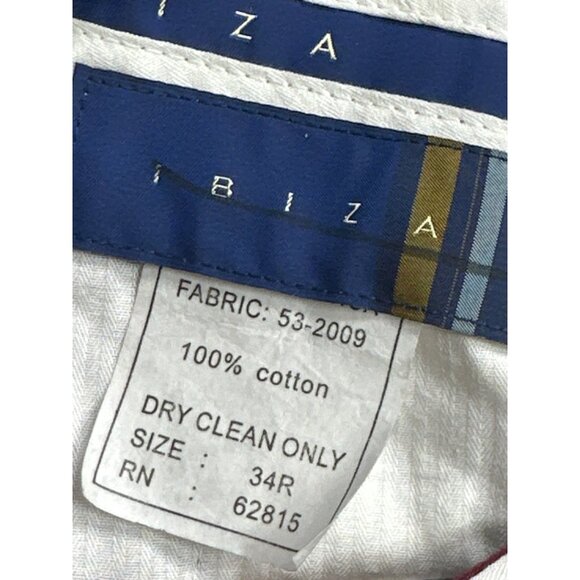 I Z A
I B I Z A
FABRIC: 53-2009
100% cotton
DRY CLEAN ONLY
SIZE : 34R
RN : 62815